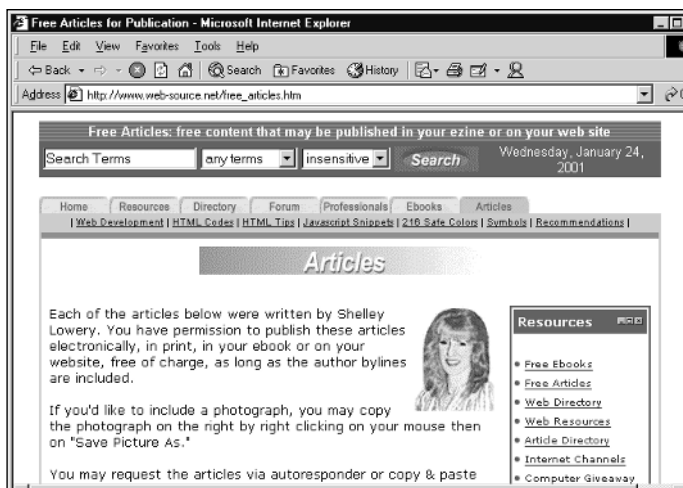 Free Articles for Publication - Microsoft Internet Explorer
File Edit View Favorites Tools Help
Back Search Favorites History
Address http://www.web-source.net/free_articles.htm
Free Articles: free content that may be published in your ezine or on your web site
Search Terms any terms insensitive Search Wednesday, January 24,
2001
Home Resources Directory Forum Professionals Ebooks Articles
| Web Development | HTML Codes | HTML Tips | Javascript Snippets | 216 Safe Colors | Symbols | Recommendations |
Articles
Each of the articles below were written by Shelley
Lowery. You have permission to publish these articles
electronically, in print, in your ebook or on your
website, free of charge, as long as the author bylines
are included.
If you'd like to include a photograph, you may copy
the photograph on the right by right clicking on your mouse then
on "Save Picture As."
You may request the articles via autoresponder or copy & paste
Resources
Free Ebooks
Free Articles
Web Directory
Web Resources
Article Directory
Internet Channels
Computer Giveaway